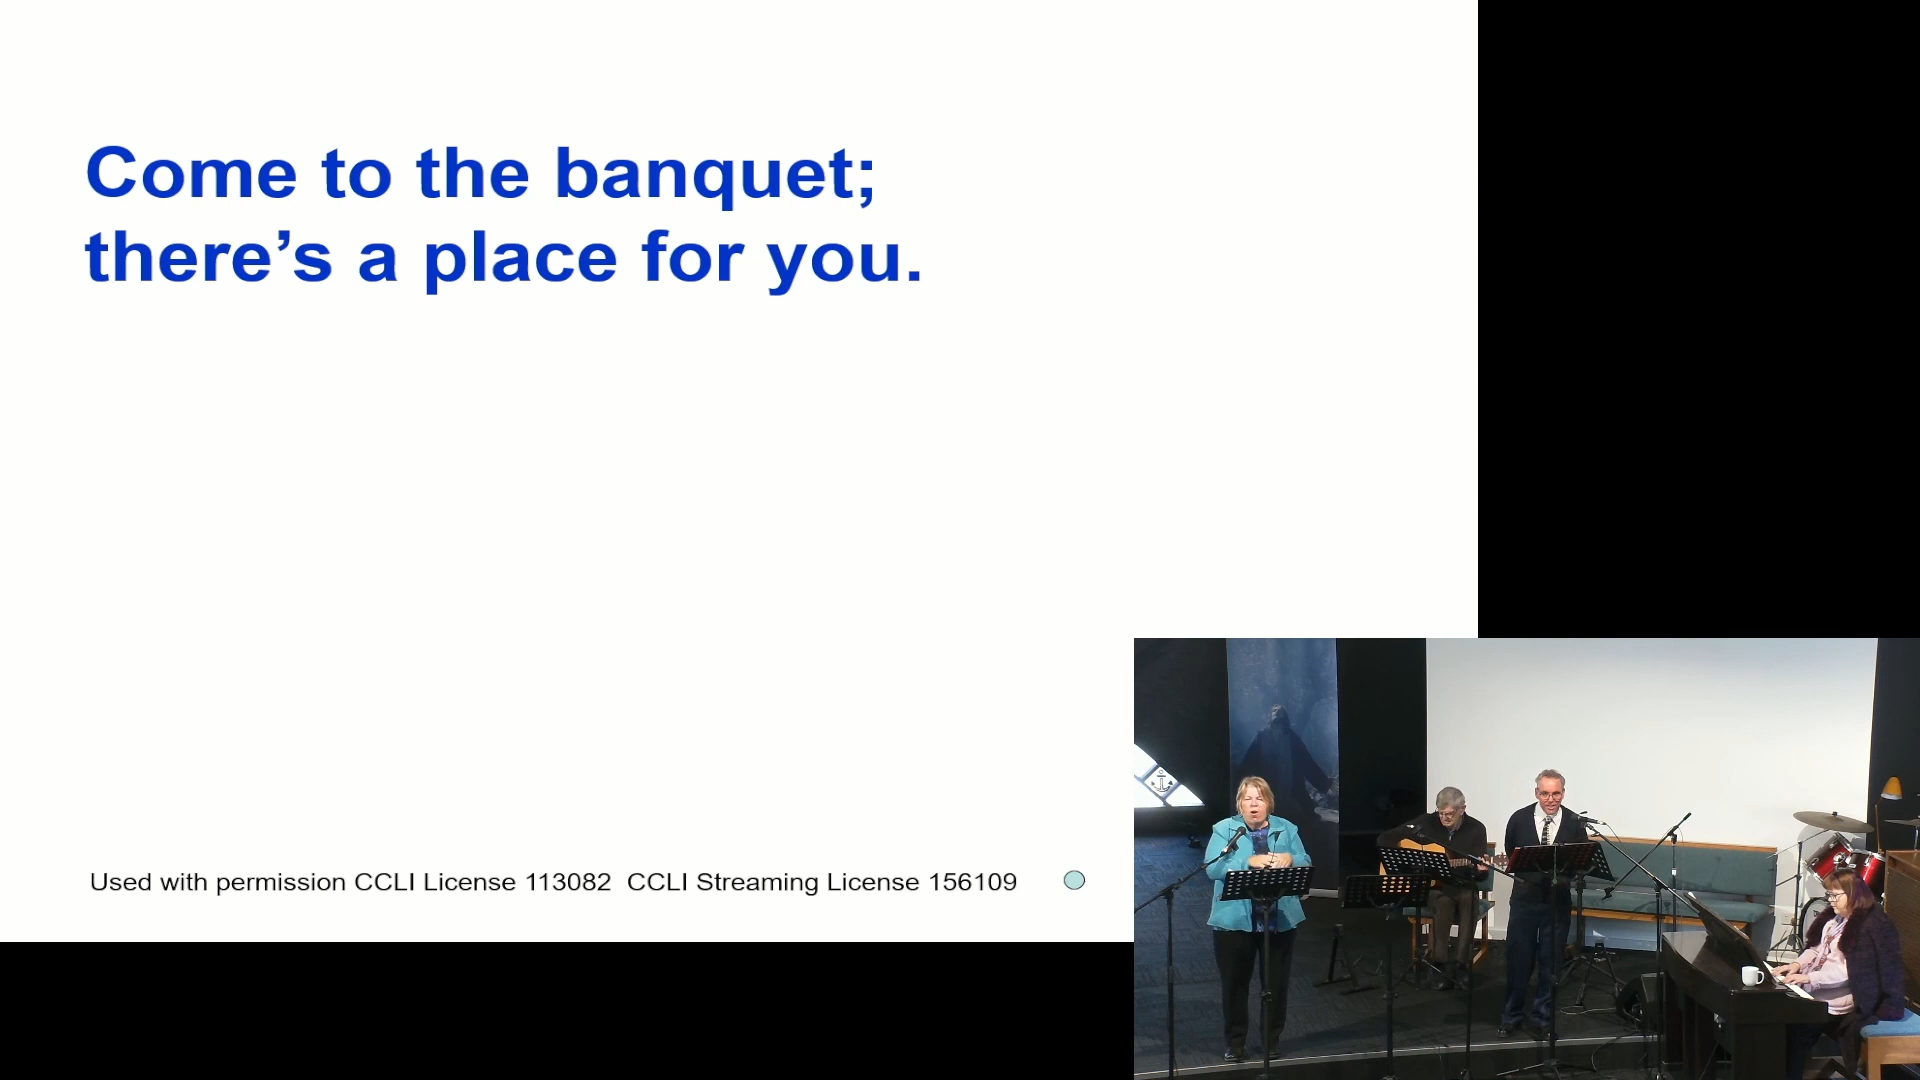 Come to the banquet;
there’s a place for you.
Used with permission CCLI License 113082  CCLI Streaming License 156109